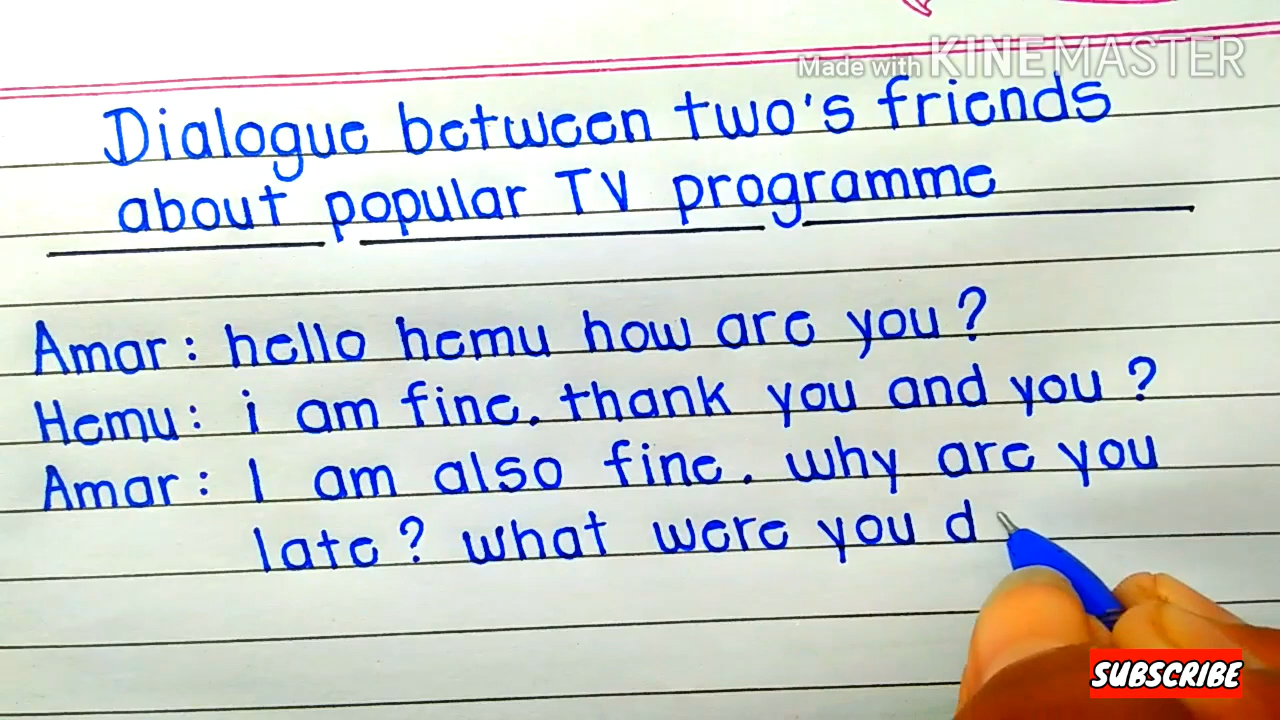 Made with KINEMASTER
Dialogue between two's friends
about popular TV programme
Amar: hello hemu how are you?
Hemu: i am fine. thank you and you?
Amar: I am also fine. why are you
late? what were you d
SUBSCRIBE